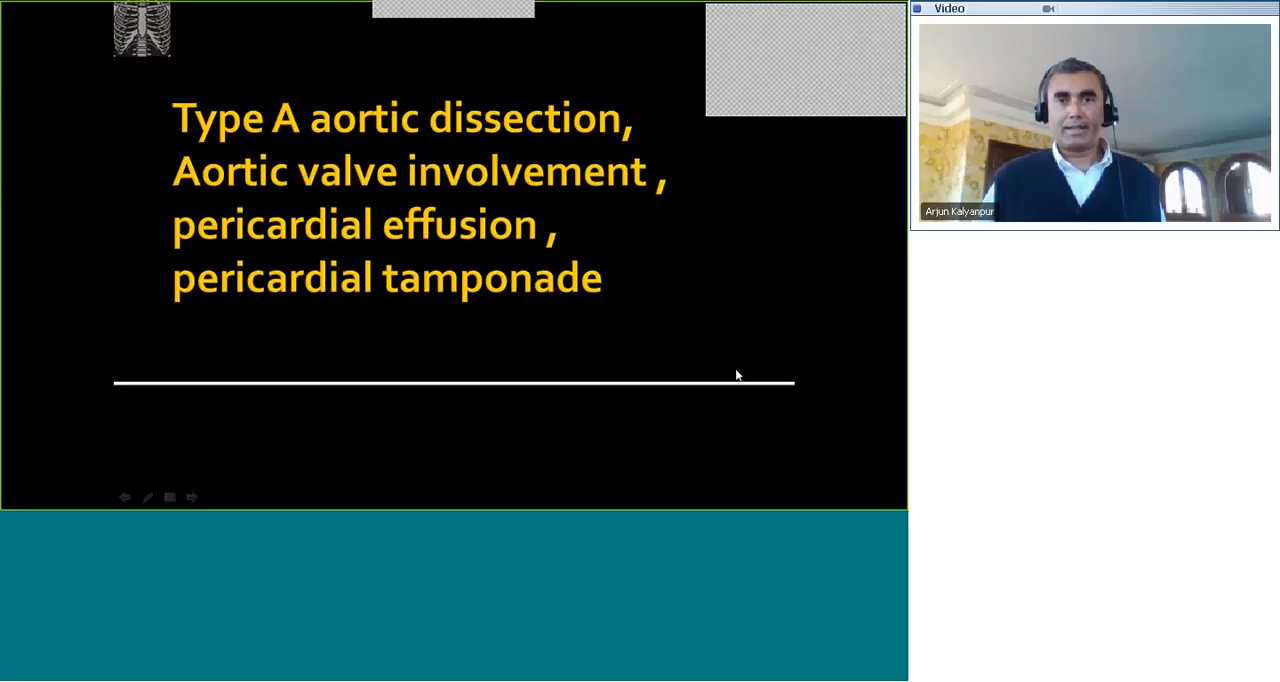 Type A aortic dissection,
Aortic valve involvement ,
pericardial effusion ,
pericardial tamponade
Video
Arjun Kalyanpur